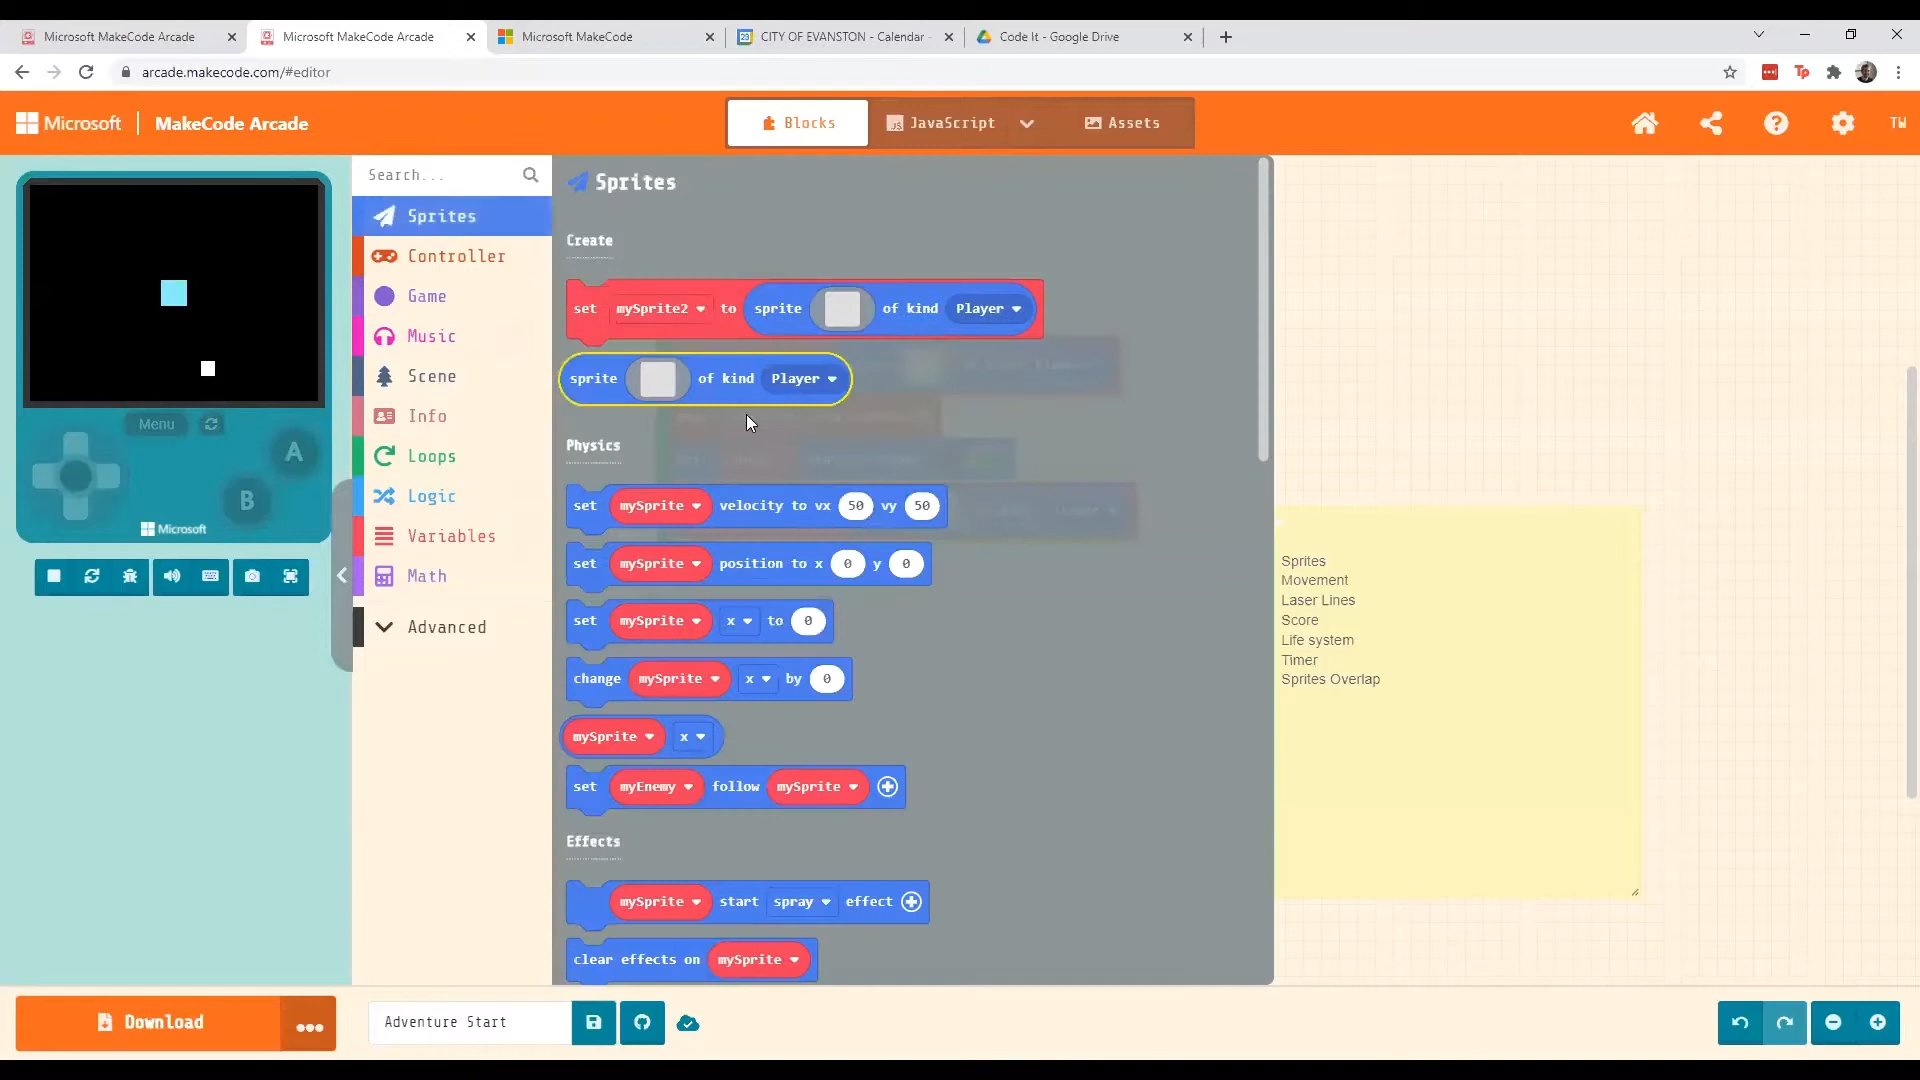 Microsoft MakeCode Arcade
Microsoft MakeCode Arcade
Microsoft MakeCode
CITY OF EVANSTON - Calendar -
Code It - Google Drive
arcade.makecode.com/#editor
Tp
Microsoft
MakeCode Arcade
Blocks
JavaScript
Assets
TW
Search...
Sprites
Controller
Game
Music
Scene
Info
Loops
Logic
Variables
Math
Advanced
Menu
A
B
Microsoft
Sprites
Create
set mySprite2 to sprite of kind Player
sprite of kind Player
Physics
set mySprite velocity to vx 50 vy 50
set mySprite position to x 0 y 0
set mySprite x to 0
change mySprite x by 0
mySprite x
set myEnemy follow mySprite
Effects
mySprite start spray effect
clear effects on mySprite
Sprites
Movement
Laser Lines
Score
Life system
Timer
Sprites Overlap
Download
Adventure Start